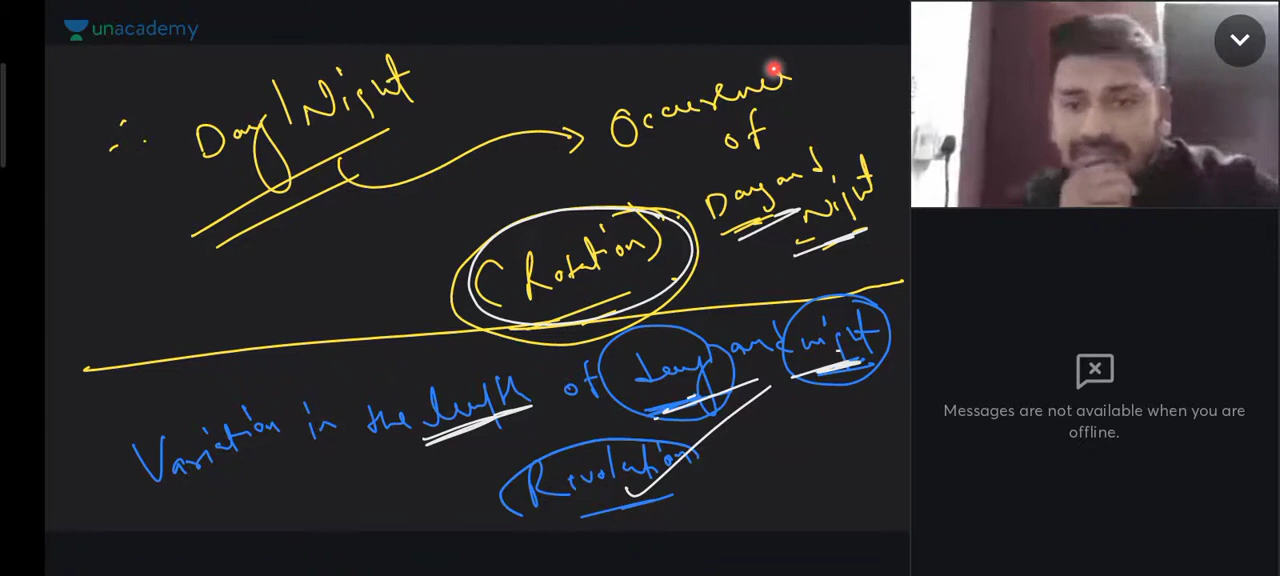 unacademy
∴ Day/Night → Occurrence
of
Day and
Night
(Rotation)
Variation in the length of day and night
(Revolution)
Messages are not available when you are
offline.